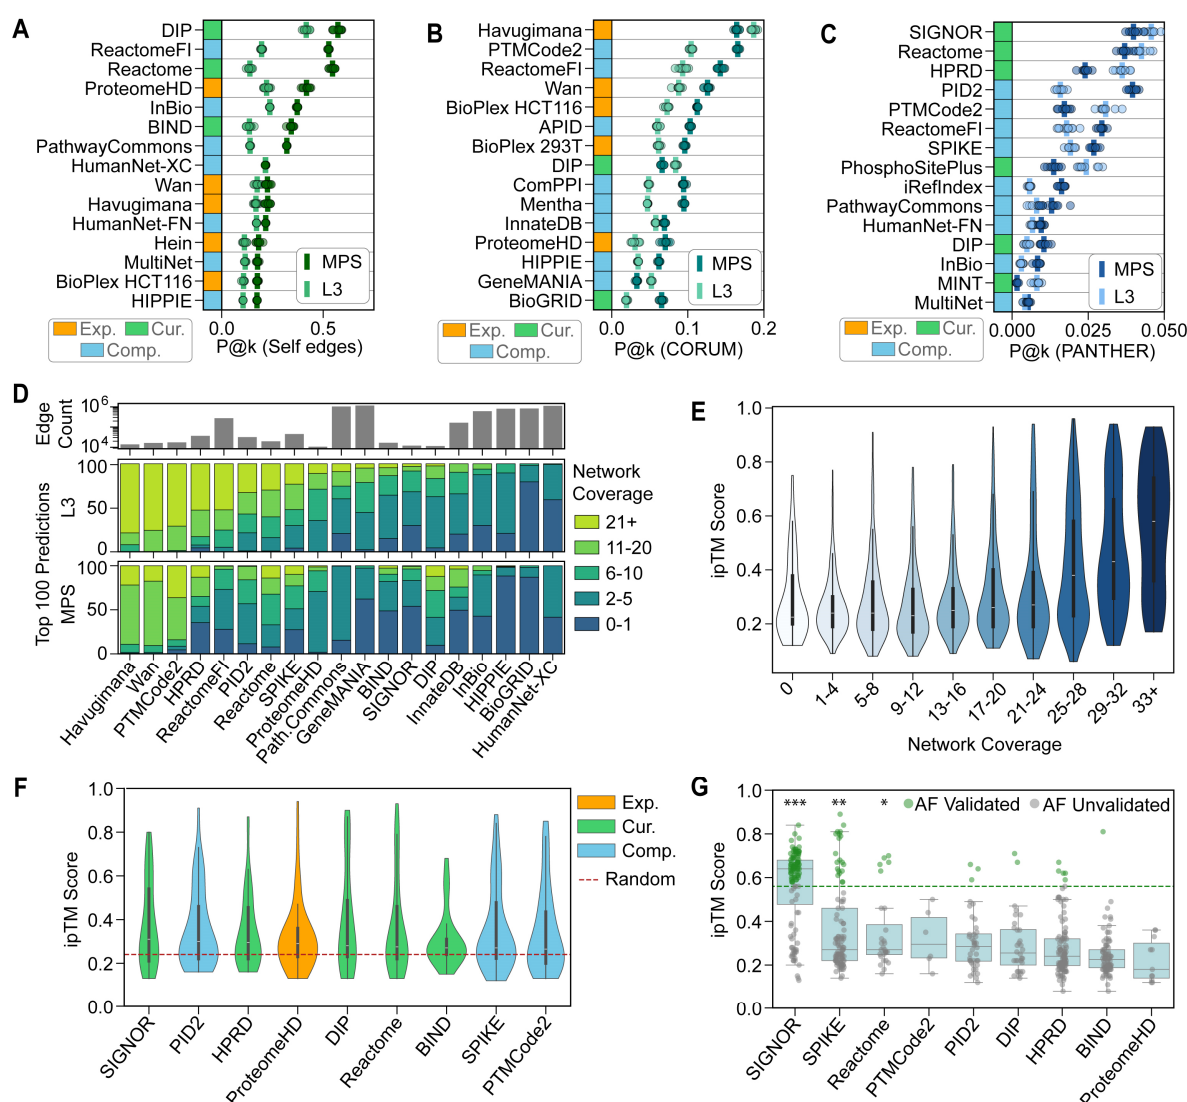 A
DIP
ReactomeFI
Reactome
ProteomeHD
InBio
BIND
PathwayCommons
HumanNet-XC
Wan
Havugimana
HumanNet-FN
Hein
MultiNet
BioPlex HCT116
HIPPIE
MPS
L3
0.0 0.5
P@k (Self edges)
Exp. Cur.
Comp.
B
Havugimana
PTMCode2
ReactomeFI
Wan
BioPlex HCT116
APID
BioPlex 293T
DIP
ComPPI
Mentha
InnateDB
ProteomeHD
HIPPIE
GeneMANIA
BioGRID
MPS
L3
0.0 0.1 0.2
P@k (CORUM)
Exp. Cur.
Comp.
C
SIGNOR
Reactome
HPRD
PID2
PTMCode2
ReactomeFI
SPIKE
PhosphoSitePlus
iRefIndex
PathwayCommons
HumanNet-FN
DIP
InBio
MINT
MultiNet
MPS
L3
0.000 0.025 0.050
P@k (PANTHER)
Exp. Cur.
Comp.
D
Edge
Count
10^6
10^4
Top 100 Predictions
L3
MPS
100
50
0
100
50
0
Network
Coverage
21+
11-20
6-10
2-5
0-1
Havugimana
Wan
PTMCode2
HPRD
ReactomeFI
PID2
Reactome
SPIKE
ProteomeHD
Path.Commons
GeneMANIA
BIND
SIGNOR
DIP
InnateDB
InBio
HIPPIE
BioGRID
HumanNet-XC
E
ipTM Score
1.0
0.8
0.6
0.4
0.2
0 1-4 5-8 9-12 13-16 17-20 21-24 25-28 29-32 33+
Network Coverage
F
ipTM Score
1.0
0.8
0.6
0.4
0.2
0.0
SIGNOR PID2 HPRD ProteomeHD DIP Reactome BIND SPIKE PTMCode2
Exp.
Cur.
Comp.
Random
G
ipTM Score
1.0
0.8
0.6
0.4
0.2
0.0
*** ** *
AF Validated AF Unvalidated
SIGNOR SPIKE Reactome PTMCode2 PID2 DIP HPRD BIND ProteomeHD